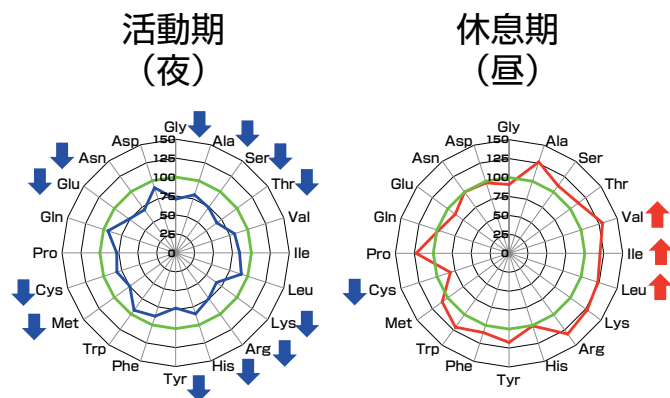 活動期
（夜）
休息期
（昼）
Gly
Ala
Ser
Thr
Val
Ile
Leu
Lys
Arg
His
Tyr
Phe
Trp
Met
Cys
Pro
Gln
Glu
Asn
Asp
150
125
100
75
50
25
0
Gly
Ala
Ser
Thr
Val
Ile
Leu
Lys
Arg
His
Tyr
Phe
Trp
Met
Cys
Pro
Gln
Glu
Asn
Asp
150
125
100
75
50
25
0